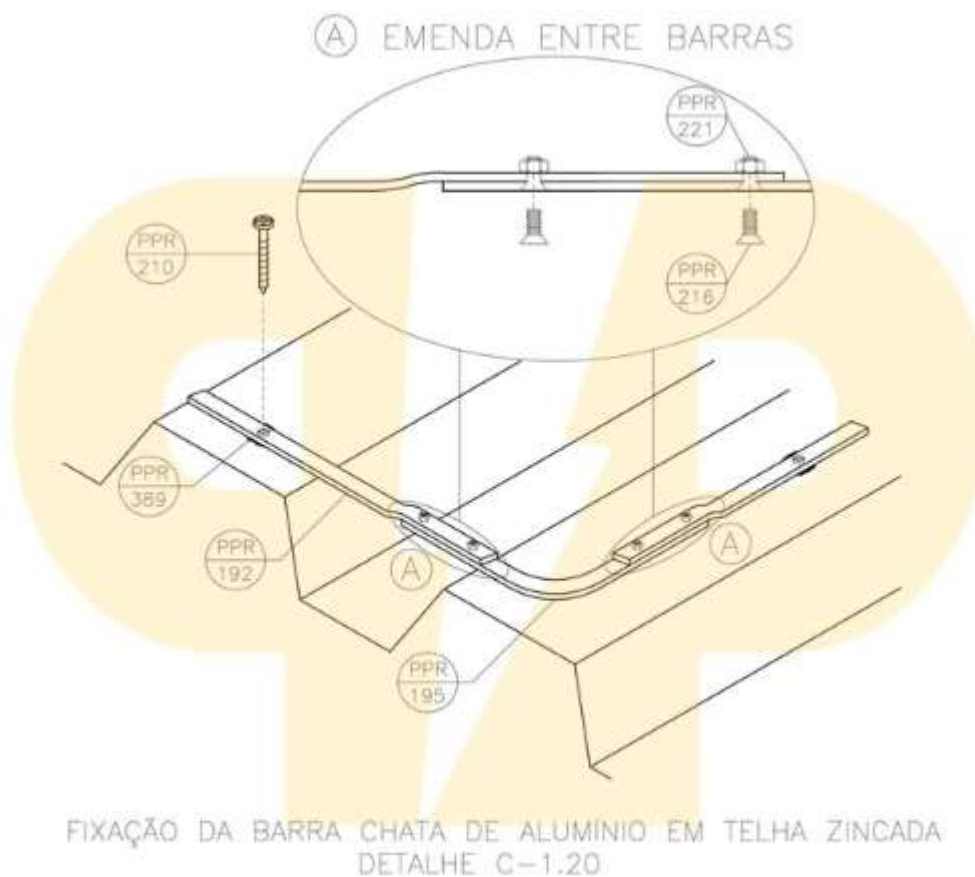 A EMENDA ENTRE BARRAS
PPR
221
PPR
210
PPR
216
PPR
389
PPR
192
A
A
PPR
195
FIXAÇÃO DA BARRA CHATA DE ALUMÍNIO EM TELHA ZINCADA
DETALHE C-1.20